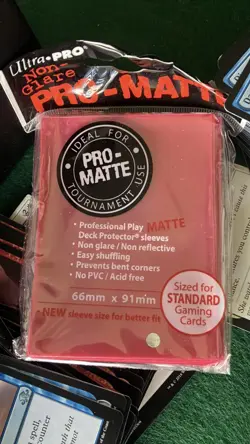 Ultra·PRO®
Non-
Glare
PRO-MATTE
• IDEAL FOR •
TOURNAMENT USE
PRO-
MATTE
• Professional Play MATTE
Deck Protector® sleeves
• Non glare / Non reflective
• Easy shuffling
• Prevents bent corners
• No PVC / Acid free
66mm x 91mm
• NEW sleeve size for better fit
Sized for
STANDARD
Gaming
Cards
spell,
counters